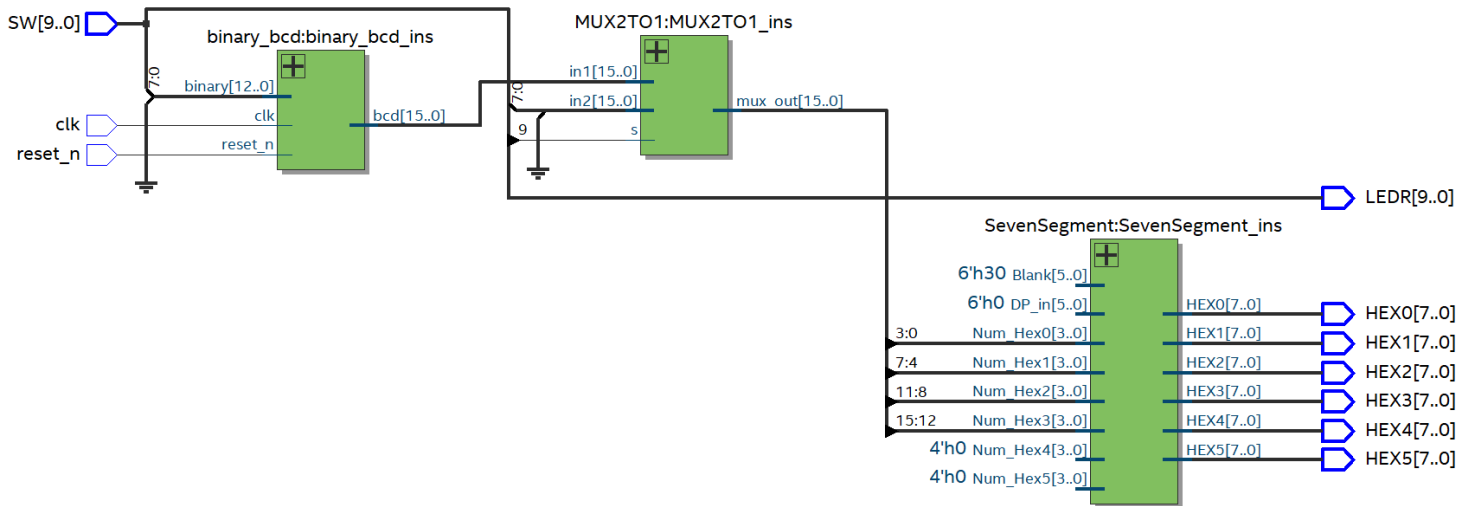 SW[9..0]
MUX2TO1:MUX2TO1_ins
binary_bcd:binary_bcd_ins
7:0
binary[12..0]
clk
clk
reset_n
reset_n
bcd[15..0]
in1[15..0]
7:0
in2[15..0]
9
s
mux_out[15..0]
LEDR[9..0]
SevenSegment:SevenSegment_ins
6'h30 Blank[5..0]
6'h0 DP_in[5..0]
HEX0[7..0]
HEX0[7..0]
3:0
Num_Hex0[3..0]
HEX1[7..0]
HEX1[7..0]
7:4
Num_Hex1[3..0]
HEX2[7..0]
HEX2[7..0]
11:8
Num_Hex2[3..0]
HEX3[7..0]
HEX3[7..0]
15:12
Num_Hex3[3..0]
HEX4[7..0]
HEX4[7..0]
4'h0 Num_Hex4[3..0]
HEX5[7..0]
HEX5[7..0]
4'h0 Num_Hex5[3..0]